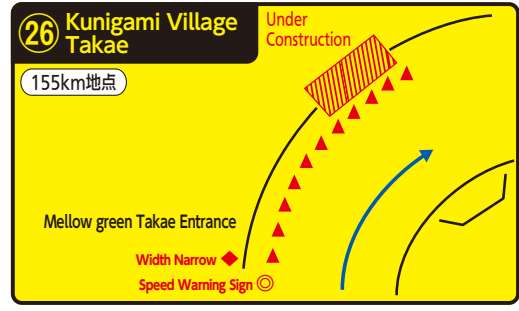 26 Kunigami Village
Takae
Under
Construction
155km地点
Mellow green Takae Entrance
Width Narrow ◆
Speed Warning Sign ◎